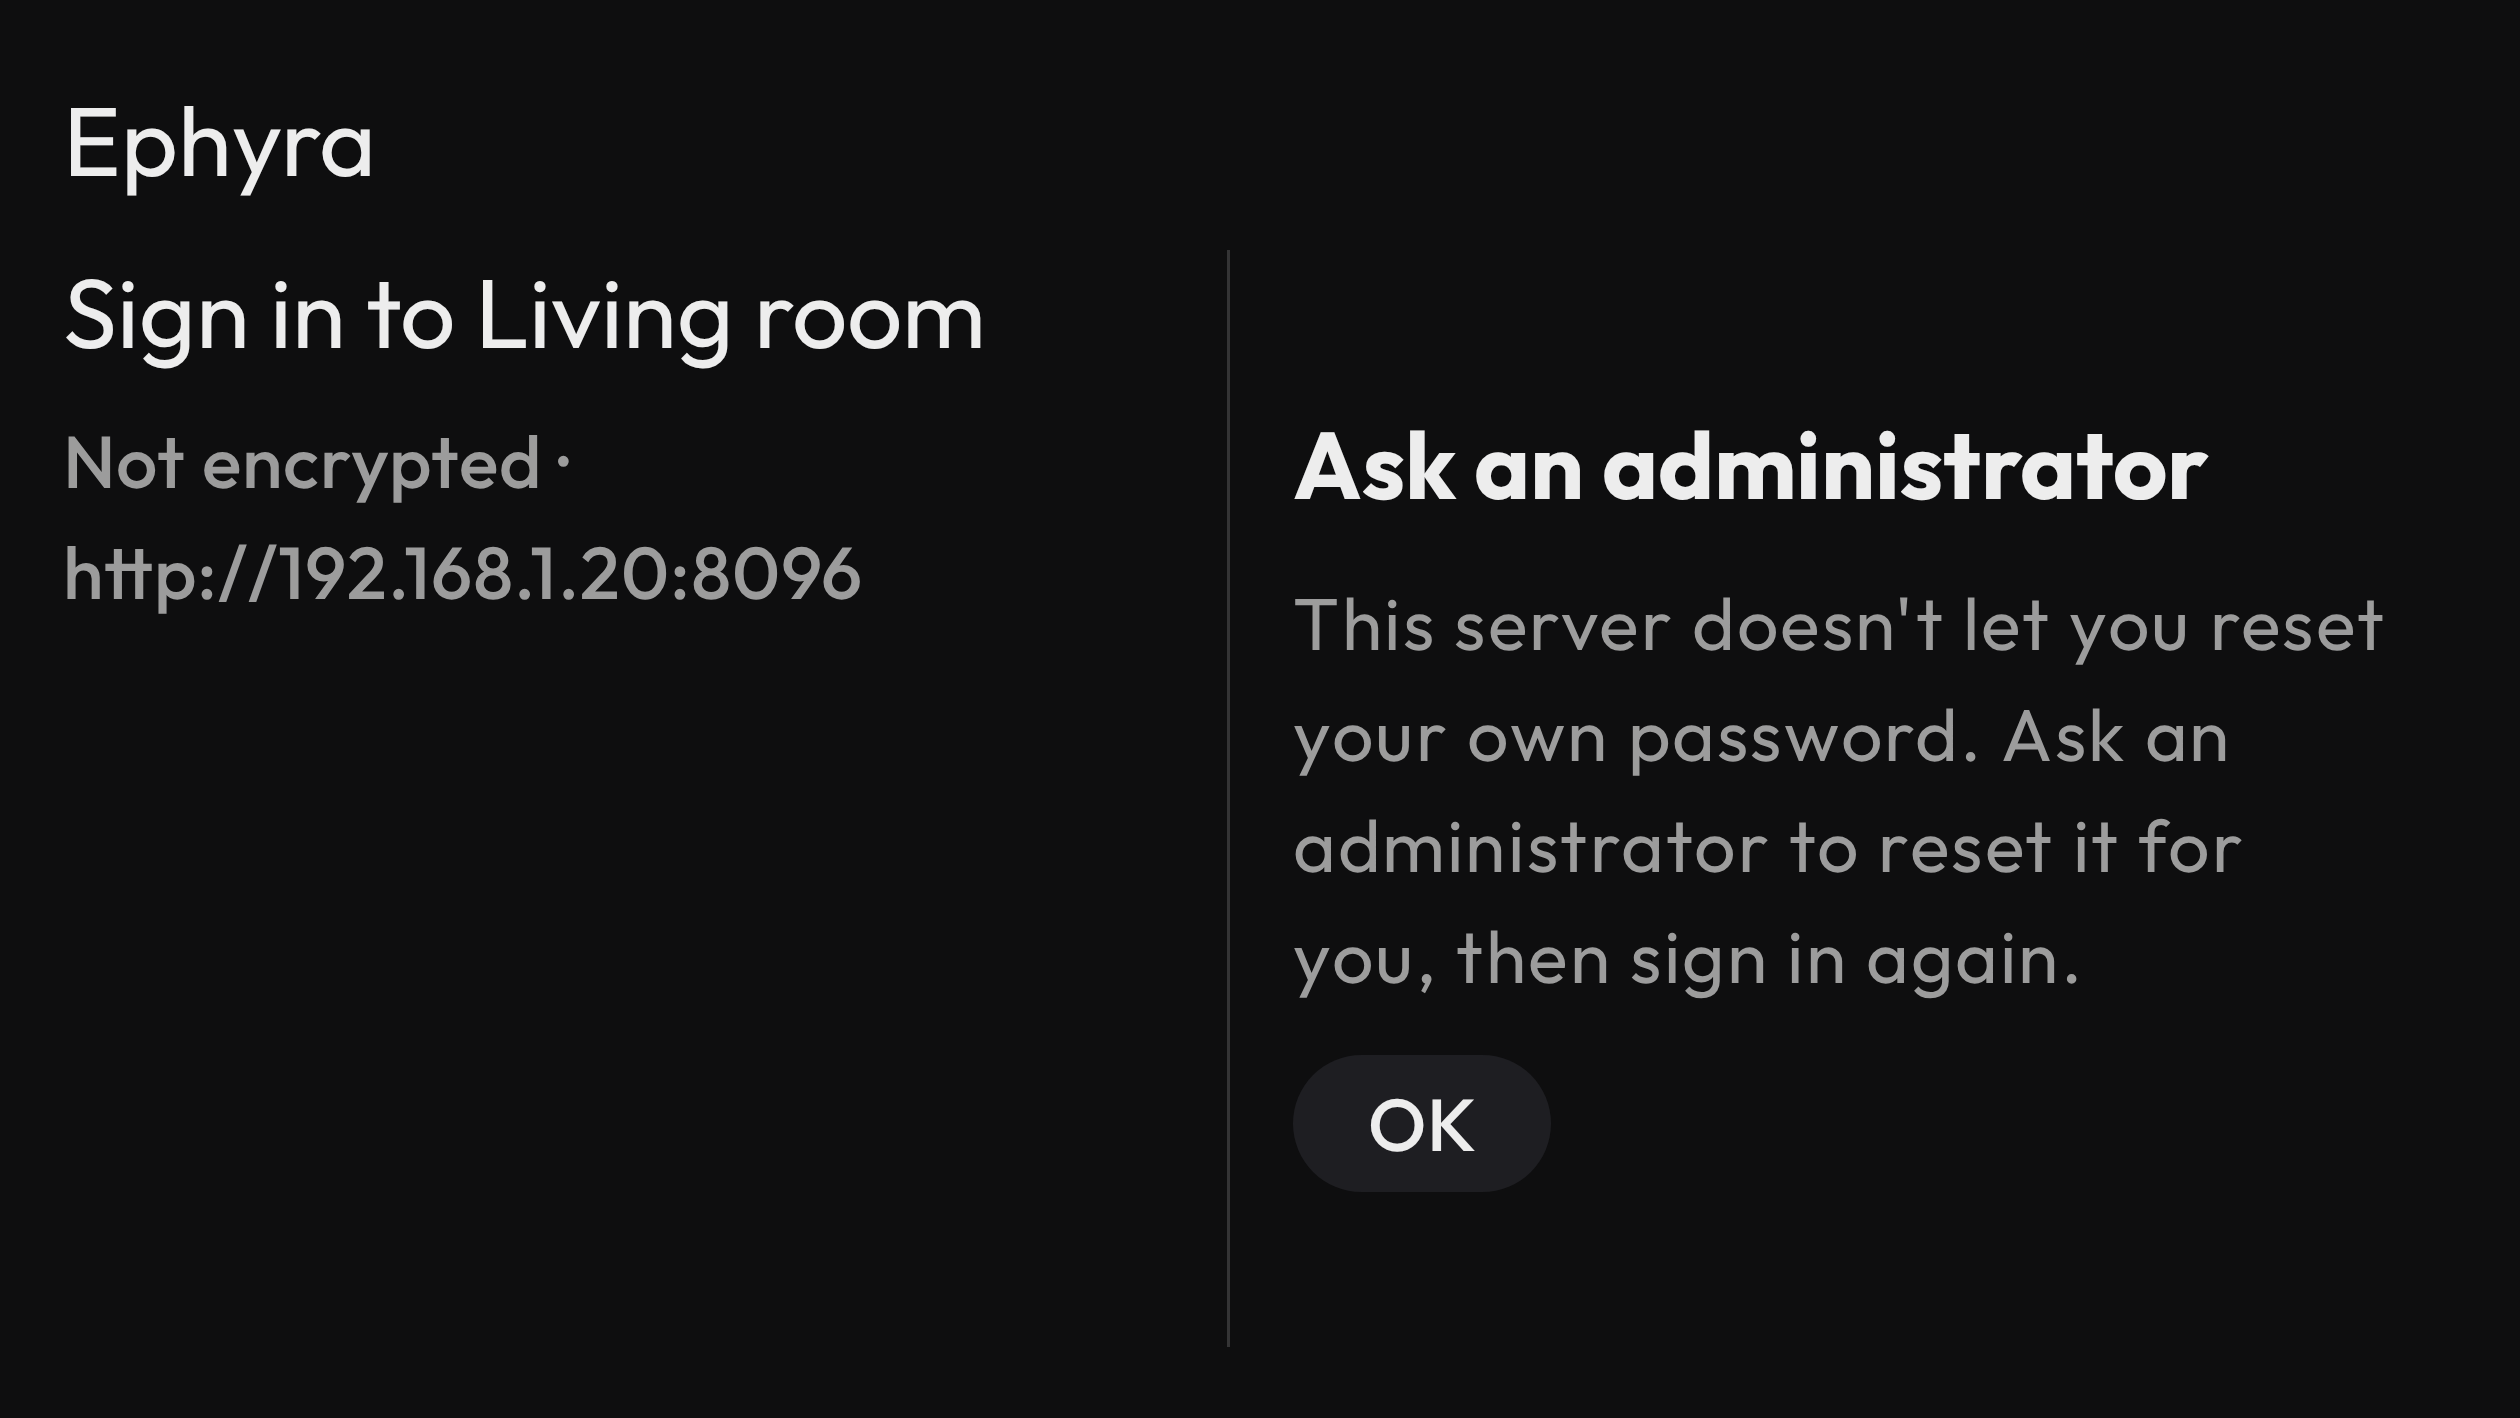 Ephyra
Sign in to Living room
Not encrypted ·
http://192.168.1.20:8096
Ask an administrator
This server doesn't let you reset
your own password. Ask an
administrator to reset it for
you, then sign in again.
OK